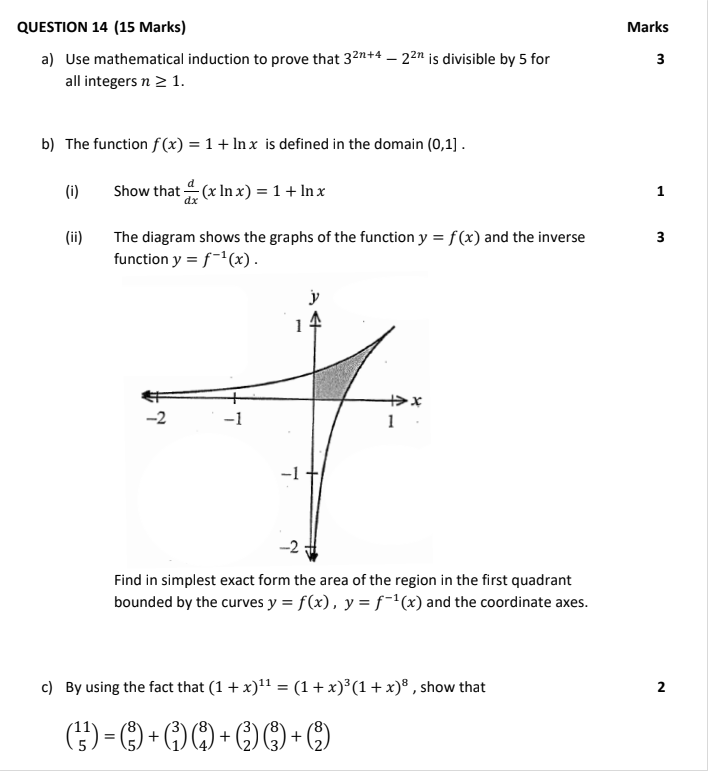 QUESTION 14 (15 Marks) Marks
a) Use mathematical induction to prove that 3^{2n+4} − 2^{2n} is divisible by 5 for 3
all integers n ≥ 1.
b) The function f(x) = 1 + ln x is defined in the domain (0,1] .
(i) Show that \frac{d}{dx}(x ln x) = 1 + ln x 1
(ii) The diagram shows the graphs of the function y = f(x) and the inverse 3
function y = f^{−1}(x) .
y
1
x
−2 −1 1
−1
−2
Find in simplest exact form the area of the region in the first quadrant
bounded by the curves y = f(x) , y = f^{−1}(x) and the coordinate axes.
c) By using the fact that (1 + x)^{11} = (1 + x)^3(1 + x)^8 , show that 2
\binom{11}{5} = \binom{8}{5} + \binom{3}{1}\binom{8}{4} + \binom{3}{2}\binom{8}{3} + \binom{8}{2}